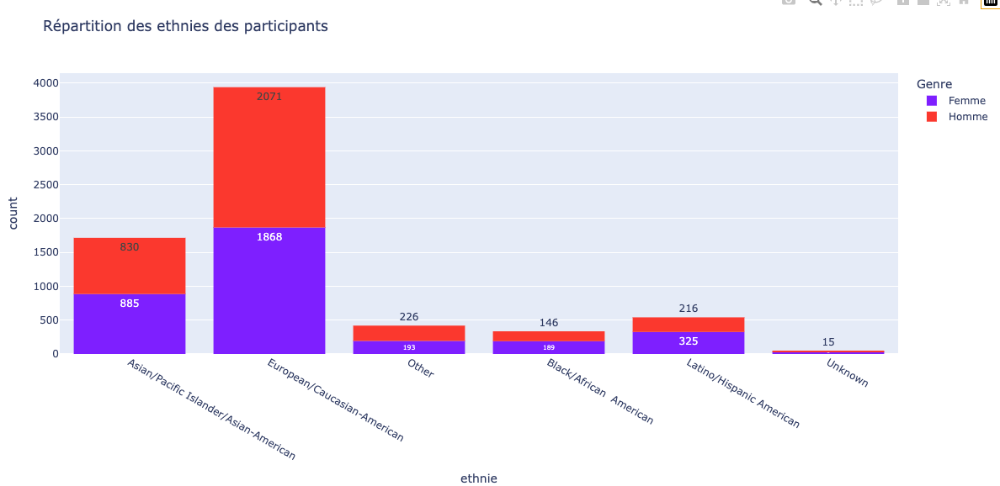 Répartition des ethnies des participants
Genre
Femme
Homme
4000
3500
3000
2500
2000
1500
1000
500
0
count
830
885
2071
1868
226
193
146
189
216
325
15
Asian/Pacific Islander/Asian-American
European/Caucasian-American
Other
Black/African  American
Latino/Hispanic American
Unknown
ethnie